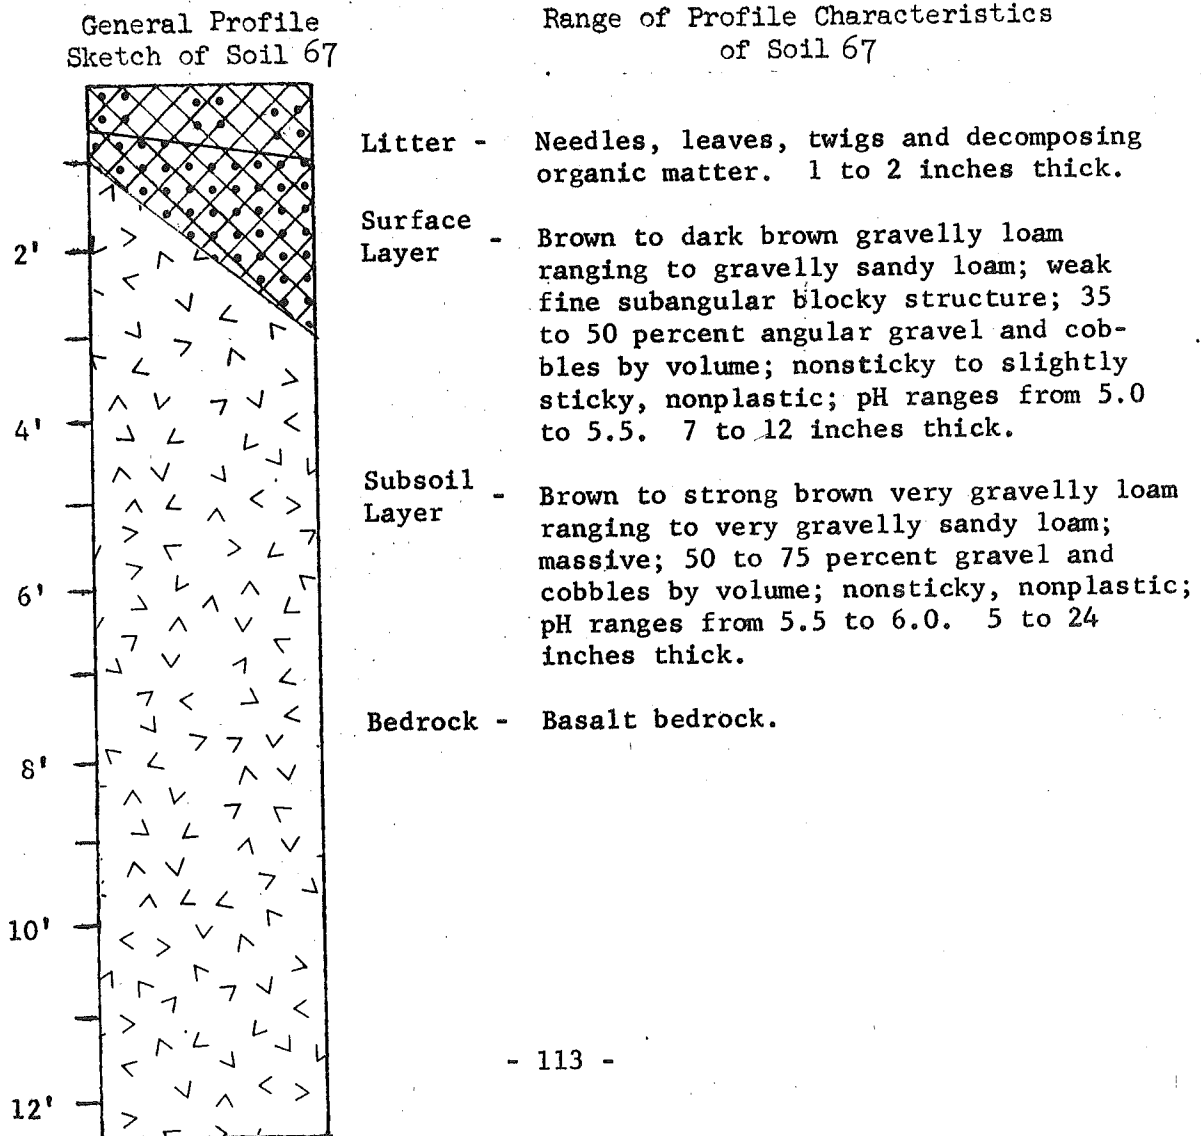 General Profile
Sketch of Soil 67
Range of Profile Characteristics
of Soil 67
Litter - Needles, leaves, twigs and decomposing
organic matter. 1 to 2 inches thick.
Surface
Layer - Brown to dark brown gravelly loam
ranging to gravelly sandy loam; weak
fine subangular blocky structure; 35
to 50 percent angular gravel and cob-
bles by volume; nonsticky to slightly
sticky, nonplastic; pH ranges from 5.0
to 5.5. 7 to 12 inches thick.
Subsoil
Layer - Brown to strong brown very gravelly loam
ranging to very gravelly sandy loam;
massive; 50 to 75 percent gravel and
cobbles by volume; nonsticky, nonplastic;
pH ranges from 5.5 to 6.0. 5 to 24
inches thick.
Bedrock - Basalt bedrock.
2'
4'
6'
8'
10'
12'
- 113 -